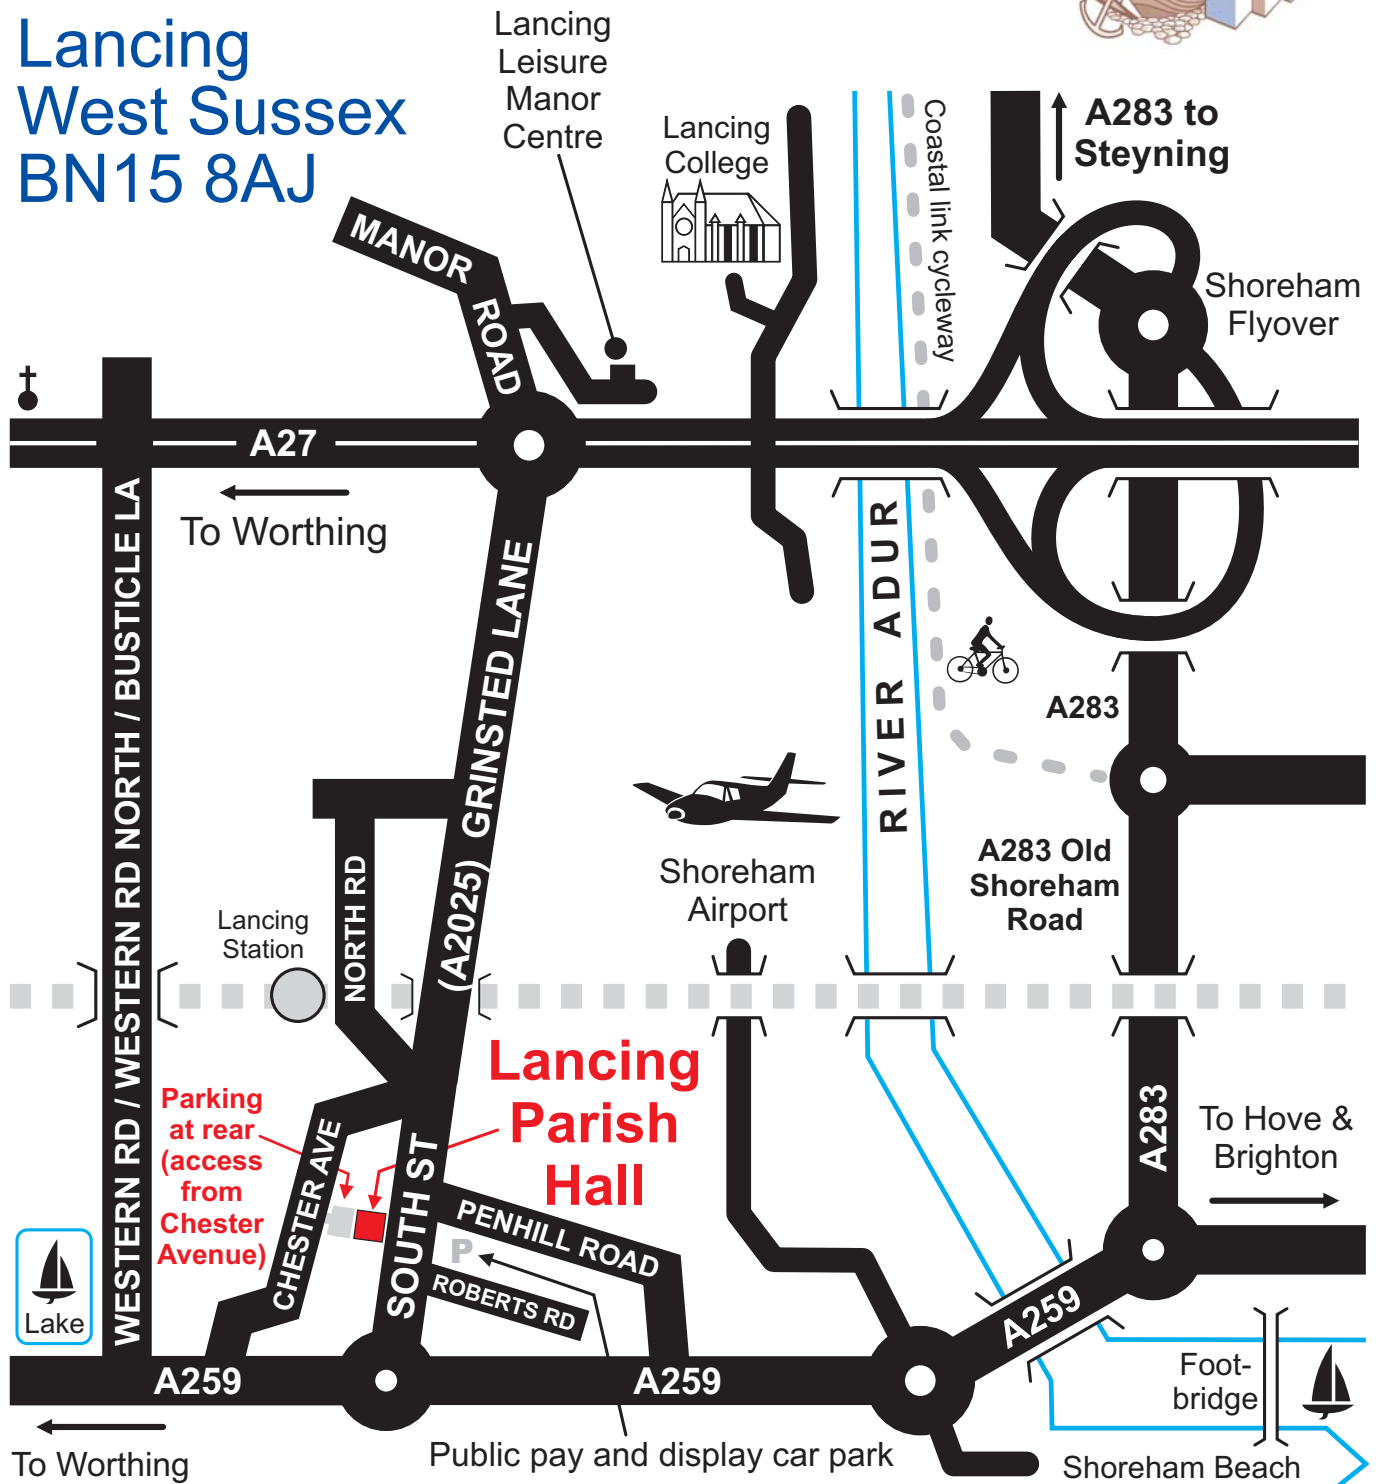 Lancing
West Sussex
BN15 8AJ
Lancing
Leisure
Manor
Centre
Lancing
College
Coastal link cycleway
A283 to
Steyning
MANOR
ROAD
Shoreham
Flyover
A27
To Worthing
WESTERN RD / WESTERN RD NORTH / BUSTICLE LA
(A2025) GRINSTED LANE
RIVER ADUR
A283
NORTH RD
Lancing
Station
Shoreham
Airport
A283 Old
Shoreham
Road
Lancing
Parish
Hall
Parking
at rear
(access
from
Chester
Avenue)
CHESTER AVE
SOUTH ST
PENHILL ROAD
P
ROBERTS RD
A283
To Hove &
Brighton
Lake
A259
A259
A259
Foot-
bridge
To Worthing
Public pay and display car park
Shoreham Beach